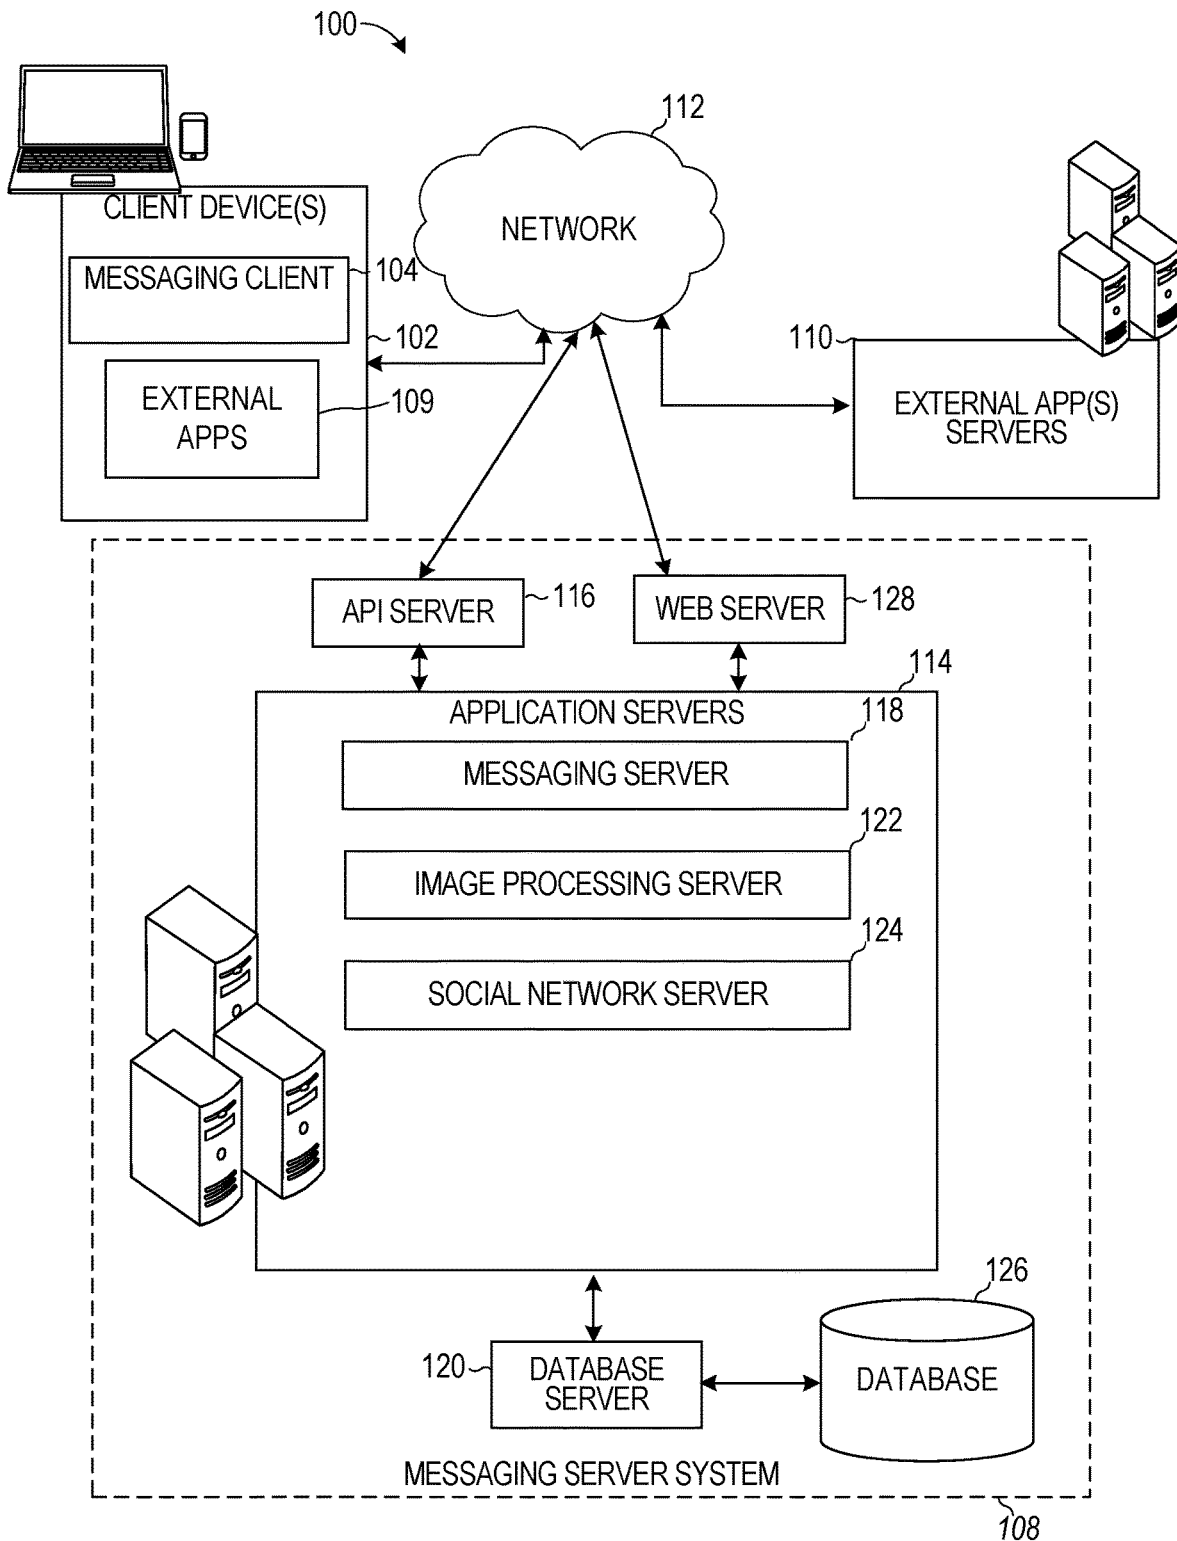 100
112
CLIENT DEVICE(S)
NETWORK
MESSAGING CLIENT
104
102
110
EXTERNAL
APPS
109
EXTERNAL APP(S)
SERVERS
API SERVER
116
WEB SERVER
128
114
APPLICATION SERVERS
118
MESSAGING SERVER
122
IMAGE PROCESSING SERVER
124
SOCIAL NETWORK SERVER
126
120
DATABASE
SERVER
DATABASE
MESSAGING SERVER SYSTEM
108